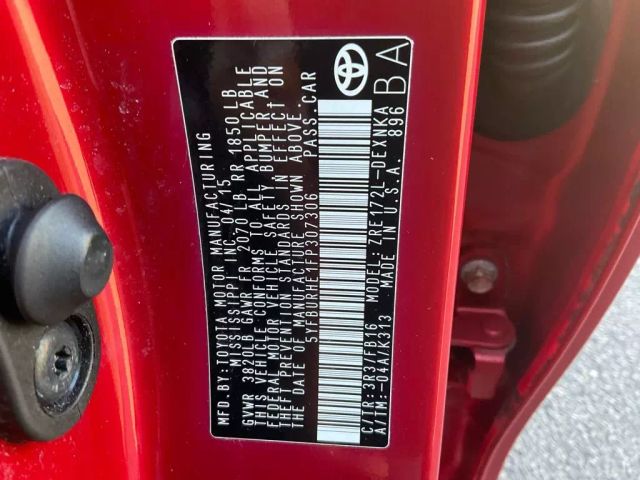 MFD.BY: TOYOTA MOTOR MANUFACTURING
MISSISSIPPI INC. 04/15
GVWR 3820LB GAWR FR 2070 LB RR 1850LB
THIS VEHICLE CONFORMS TO ALL APPLICABLE
FEDERAL MOTOR VEHICLE SAFETY BUMPER AND
THEFT PREVENTION STANDARDS IN EFFECT ON
THE DATE OF MANUFACTURE SHOWN ABOVE.
5YFBURHE1FP307306 PASS.CAR
C/TR: 3R3/FB16 ZRE172L-DEXNKA
A/TM:-04A/K313 MADE IN U.S.A. 896
BA